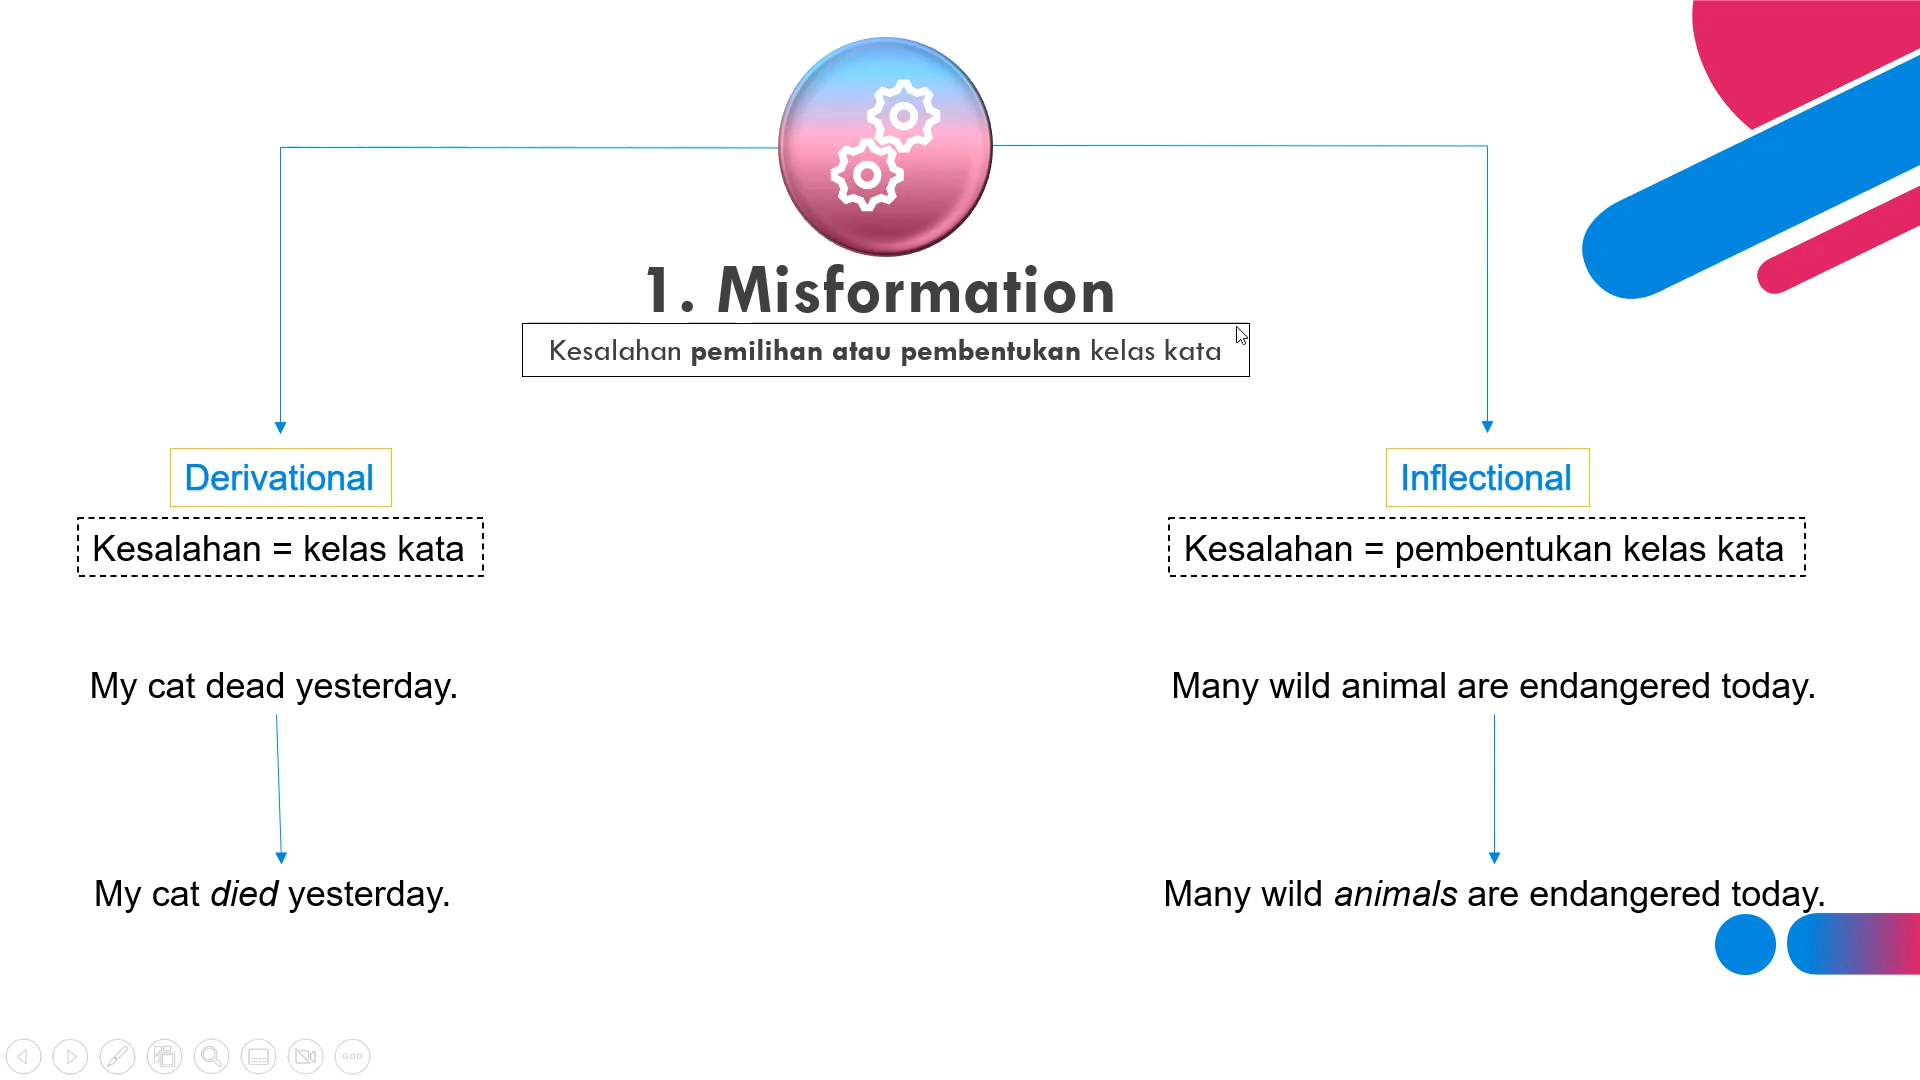 1. Misformation
Kesalahan pemilihan atau pembentukan kelas kata
Derivational
Kesalahan = kelas kata
My cat dead yesterday.
My cat died yesterday.
Inflectional
Kesalahan = pembentukan kelas kata
Many wild animal are endangered today.
Many wild animals are endangered today.